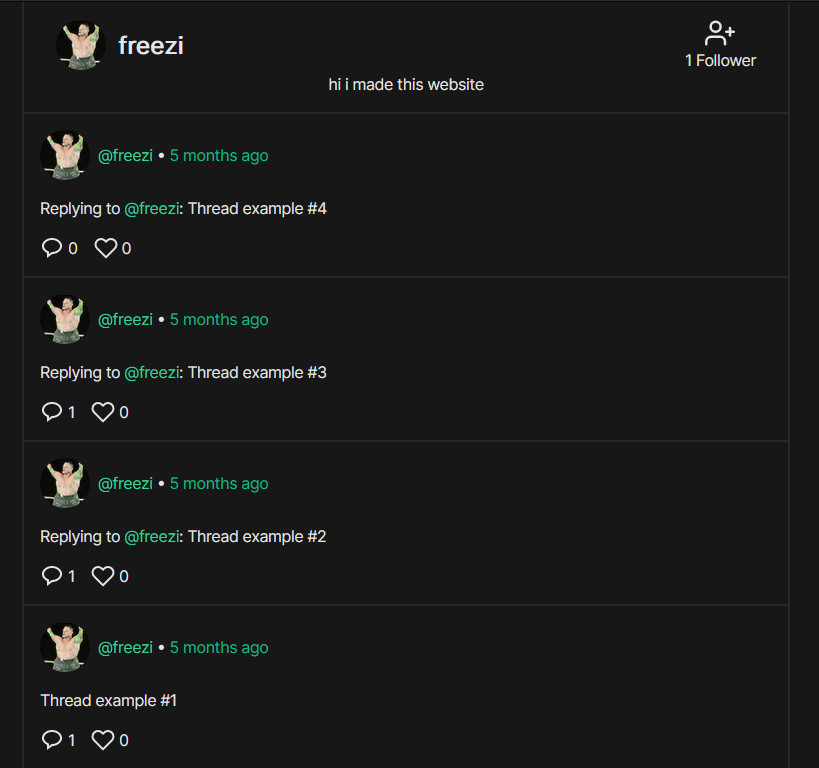 freezi
1 Follower
hi i made this website
@freezi • 5 months ago
Replying to @freezi: Thread example #4
0 0
@freezi • 5 months ago
Replying to @freezi: Thread example #3
1 0
@freezi • 5 months ago
Replying to @freezi: Thread example #2
1 0
@freezi • 5 months ago
Thread example #1
1 0